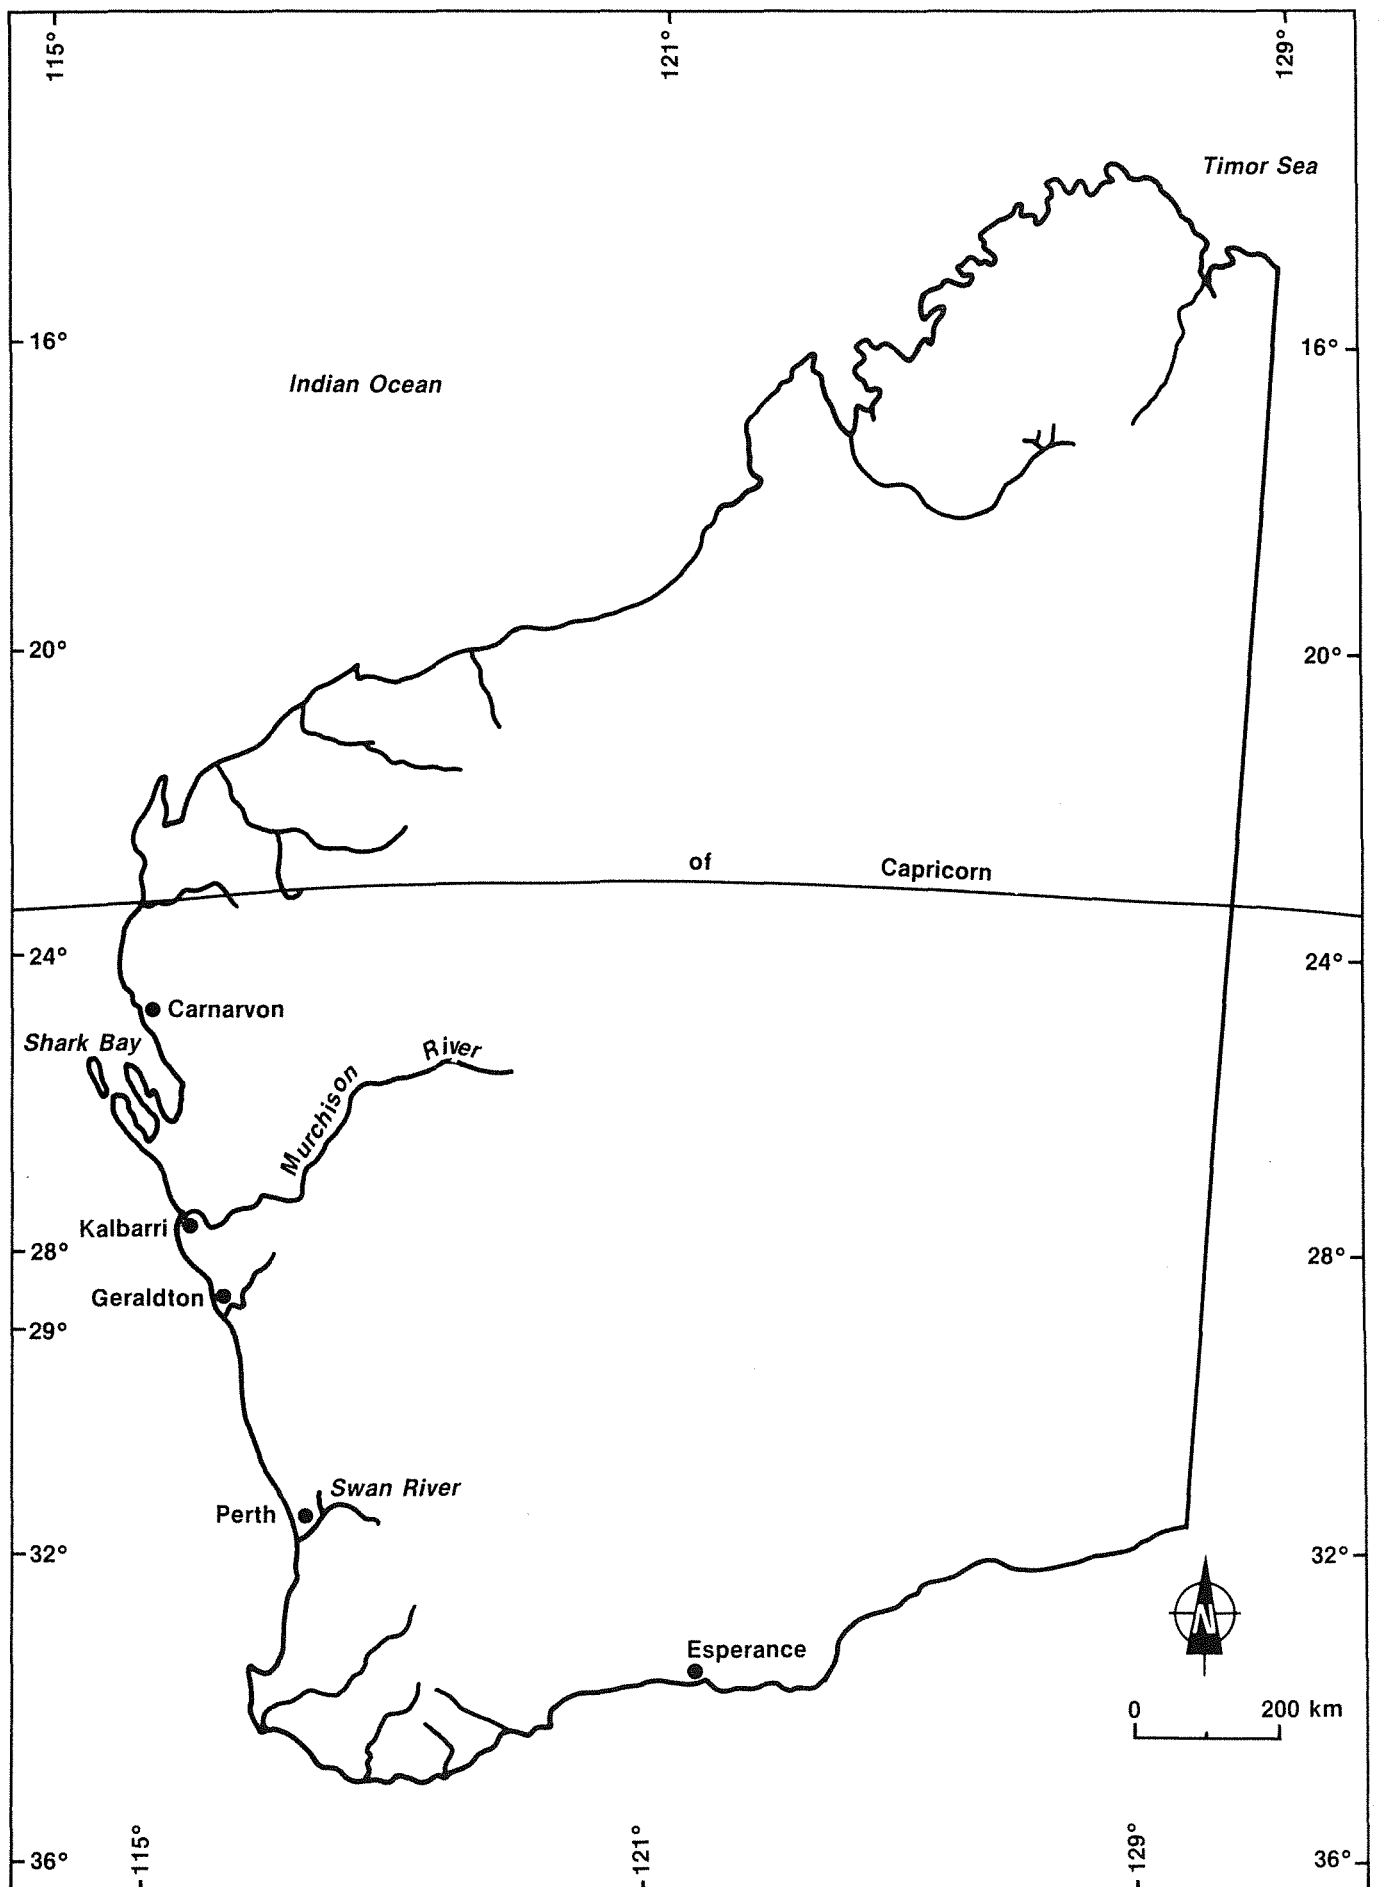 115°
121°
129°
Timor Sea
16°
16°
Indian Ocean
20°
20°
of Capricorn
24°
24°
Carnarvon
Shark Bay
Murchison River
Kalbarri
28°
28°
Geraldton
29°
Swan River
Perth
32°
32°
N
Esperance
0 200 km
115°
121°
129°
36°
36°